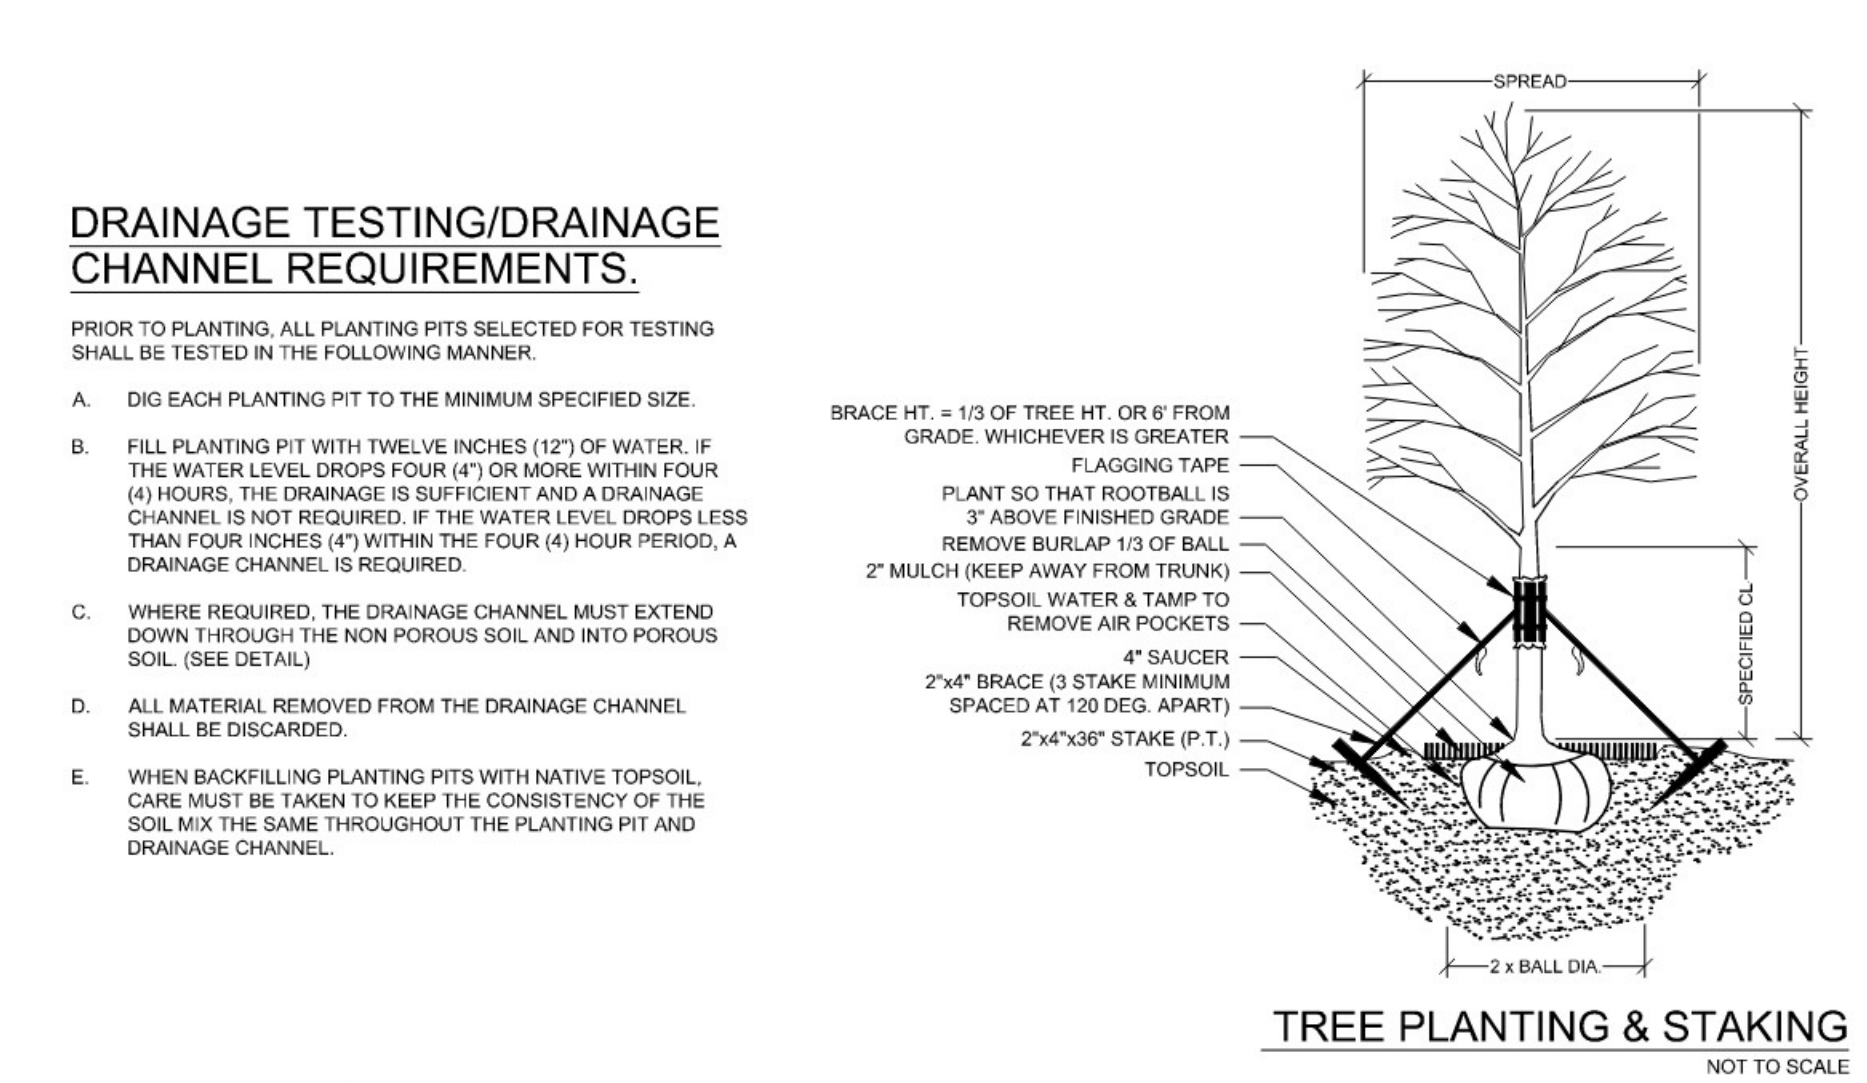 DRAINAGE TESTING/DRAINAGE
CHANNEL REQUIREMENTS.
PRIOR TO PLANTING, ALL PLANTING PITS SELECTED FOR TESTING
SHALL BE TESTED IN THE FOLLOWING MANNER.
A. DIG EACH PLANTING PIT TO THE MINIMUM SPECIFIED SIZE.
B. FILL PLANTING PIT WITH TWELVE INCHES (12") OF WATER. IF
THE WATER LEVEL DROPS FOUR (4") OR MORE WITHIN FOUR
(4) HOURS, THE DRAINAGE IS SUFFICIENT AND A DRAINAGE
CHANNEL IS NOT REQUIRED. IF THE WATER LEVEL DROPS LESS
THAN FOUR INCHES (4") WITHIN THE FOUR (4) HOUR PERIOD, A
DRAINAGE CHANNEL IS REQUIRED.
C. WHERE REQUIRED, THE DRAINAGE CHANNEL MUST EXTEND
DOWN THROUGH THE NON POROUS SOIL AND INTO POROUS
SOIL. (SEE DETAIL)
D. ALL MATERIAL REMOVED FROM THE DRAINAGE CHANNEL
SHALL BE DISCARDED.
E. WHEN BACKFILLING PLANTING PITS WITH NATIVE TOPSOIL,
CARE MUST BE TAKEN TO KEEP THE CONSISTENCY OF THE
SOIL MIX THE SAME THROUGHOUT THE PLANTING PIT AND
DRAINAGE CHANNEL.
SPREAD
BRACE HT. = 1/3 OF TREE HT. OR 6' FROM
GRADE. WHICHEVER IS GREATER
FLAGGING TAPE
PLANT SO THAT ROOTBALL IS
3" ABOVE FINISHED GRADE
REMOVE BURLAP 1/3 OF BALL
2" MULCH (KEEP AWAY FROM TRUNK)
TOPSOIL WATER & TAMP TO
REMOVE AIR POCKETS
4" SAUCER
2"x4" BRACE (3 STAKE MINIMUM
SPACED AT 120 DEG. APART)
2"x4"x36" STAKE (P.T.)
TOPSOIL
SPECIFIED CL.
OVERALL HEIGHT
2 x BALL DIA.
TREE PLANTING & STAKING
NOT TO SCALE